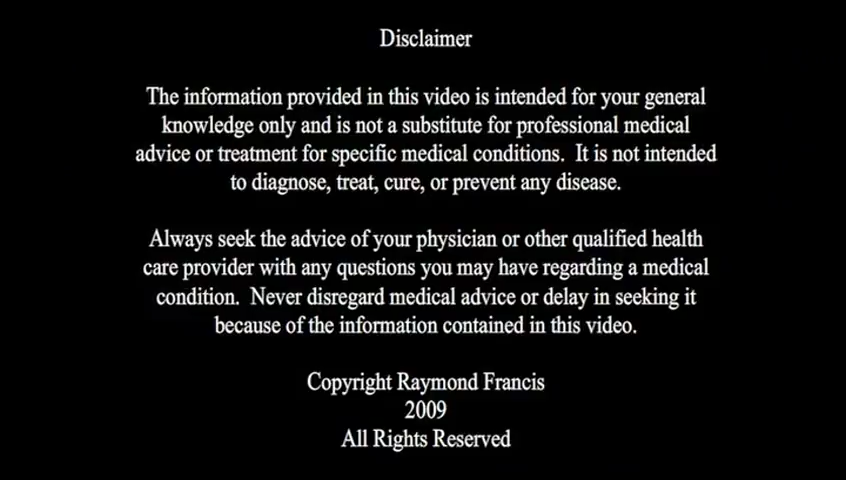 Disclaimer
The information provided in this video is intended for your general
knowledge only and is not a substitute for professional medical
advice or treatment for specific medical conditions.  It is not intended
to diagnose, treat, cure, or prevent any disease.
Always seek the advice of your physician or other qualified health
care provider with any questions you may have regarding a medical
condition.  Never disregard medical advice or delay in seeking it
because of the information contained in this video.
Copyright Raymond Francis
2009
All Rights Reserved